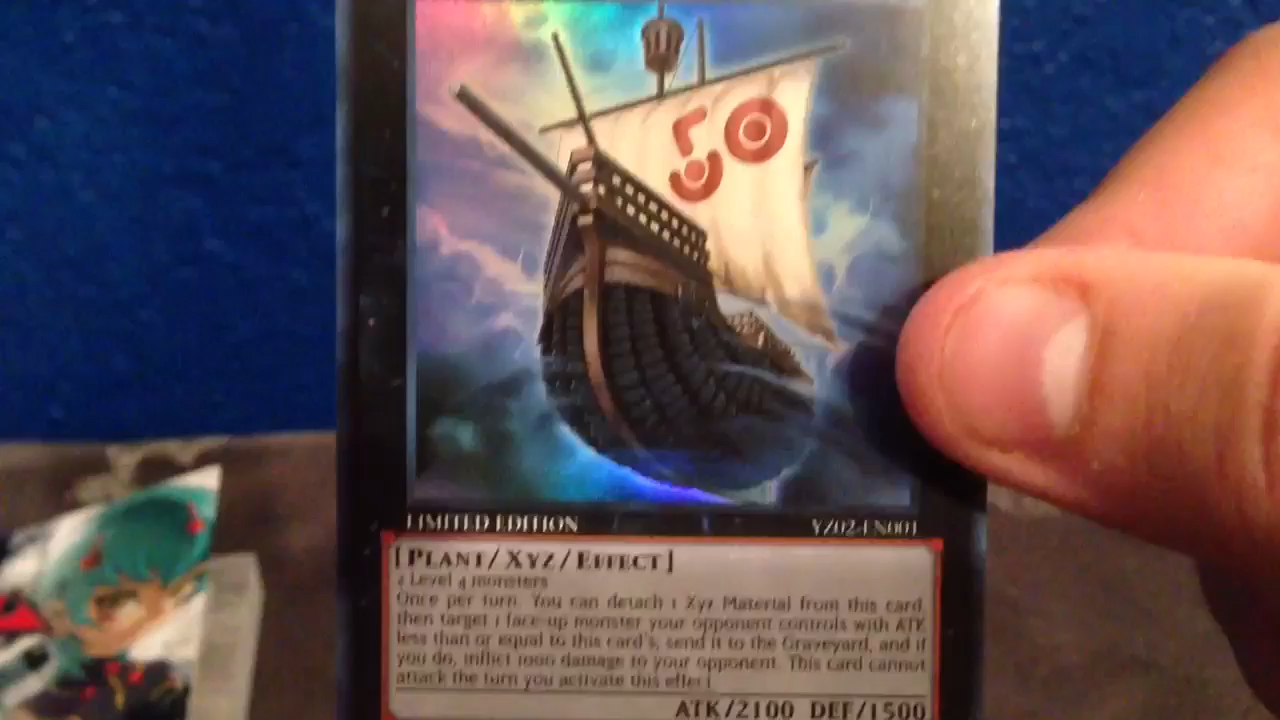 50
LIMITED EDITION YZ02-EN001
[PLANT/XYZ/EFFECT]
2 Level 4 monsters
Once per turn: You can detach 1 Xyz Material from this card,
then target 1 face-up monster your opponent controls with ATK
less than or equal to this card's; send it to the Graveyard, and if
you do, inflict 1000 damage to your opponent. This card cannot
attack the turn you activate this effect.
ATK/2100 DEF/1500